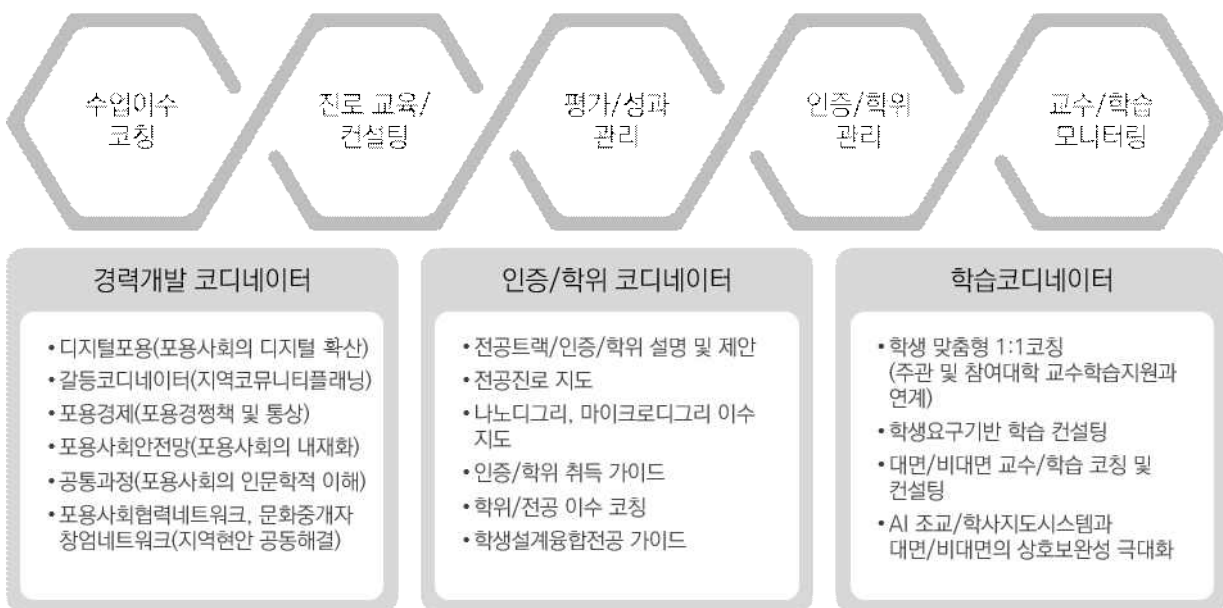 수업이수
코칭
진로 교육/
컨설팅
평가/성과
관리
인증/학위
관리
교수/학습
모니터링
경력개발 코디네이터
•디지털포용(포용사회의 디지털 확산)
•갈등코디네이터(지역코뮤니티플래닝)
•포용경제(포용경쩡책 및 통상)
•포용사회안전망(포용사회의 내재화)
•공통과정(포용사회의 인문학적 이해)
•포용사회협력네트워크, 문화중개자
창업네트워크(지역현안 공동해결)
인증/학위 코디네이터
•전공트랙/인증/학위 설명 및 제안
•전공진로 지도
•나노디그리, 마이크로디그리 이수
지도
•인증/학위 취득 가이드
•학위/전공 이수 코칭
•학생설계융합전공 가이드
학습코디네이터
•학생 맞춤형 1:1코칭
(주관 및 참여대학 교수학습지원과
연계)
•학생요구기반 학습 컨설팅
•대면/비대면 교수/학습 코칭 및
컨설팅
•AI 조교/학사지도시스템과
대면/비대면의 상호보완성 극대화